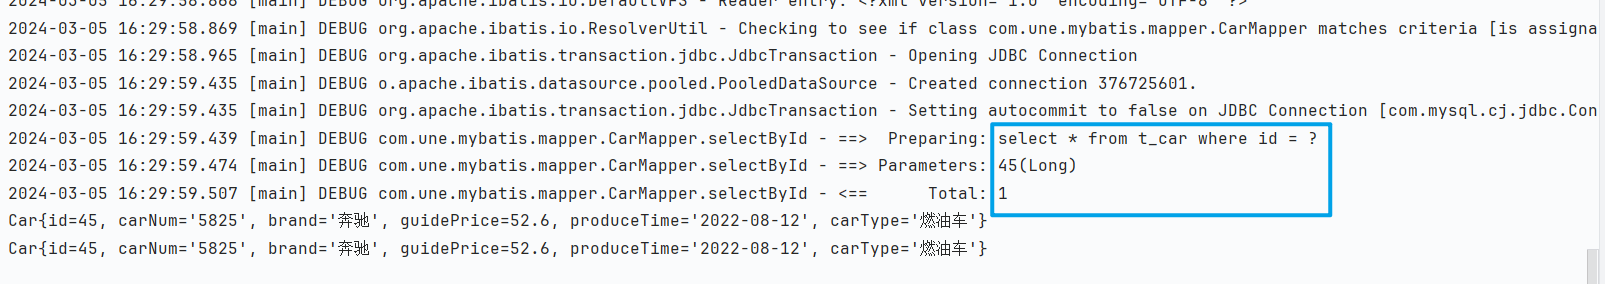 2024-03-05 16:29:58.868 [main] DEBUG org.apache.ibatis.io.DefaultVFS - Reader entry: <?xml version="1.0" encoding="UTF-8" ?>
2024-03-05 16:29:58.869 [main] DEBUG org.apache.ibatis.io.ResolverUtil - Checking to see if class com.une.mybatis.mapper.CarMapper matches criteria [is assigna
2024-03-05 16:29:58.965 [main] DEBUG org.apache.ibatis.transaction.jdbc.JdbcTransaction - Opening JDBC Connection
2024-03-05 16:29:59.435 [main] DEBUG o.apache.ibatis.datasource.pooled.PooledDataSource - Created connection 376725601.
2024-03-05 16:29:59.435 [main] DEBUG org.apache.ibatis.transaction.jdbc.JdbcTransaction - Setting autocommit to false on JDBC Connection [com.mysql.cj.jdbc.Con
2024-03-05 16:29:59.439 [main] DEBUG com.une.mybatis.mapper.CarMapper.selectById - ==>  Preparing: select * from t_car where id = ?
2024-03-05 16:29:59.474 [main] DEBUG com.une.mybatis.mapper.CarMapper.selectById - ==> Parameters: 45(Long)
2024-03-05 16:29:59.507 [main] DEBUG com.une.mybatis.mapper.CarMapper.selectById - <==      Total: 1
Car{id=45, carNum='5825', brand='奔驰', guidePrice=52.6, produceTime='2022-08-12', carType='燃油车'}
Car{id=45, carNum='5825', brand='奔驰', guidePrice=52.6, produceTime='2022-08-12', carType='燃油车'}